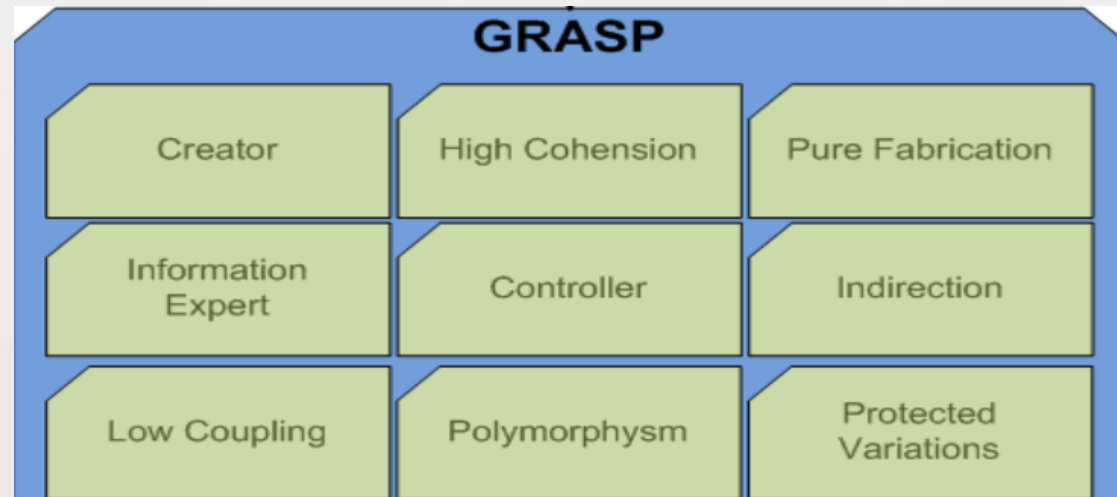 GRASP
Creator
High Cohension
Pure Fabrication
Information
Expert
Controller
Indirection
Low Coupling
Polymorphysm
Protected
Variations